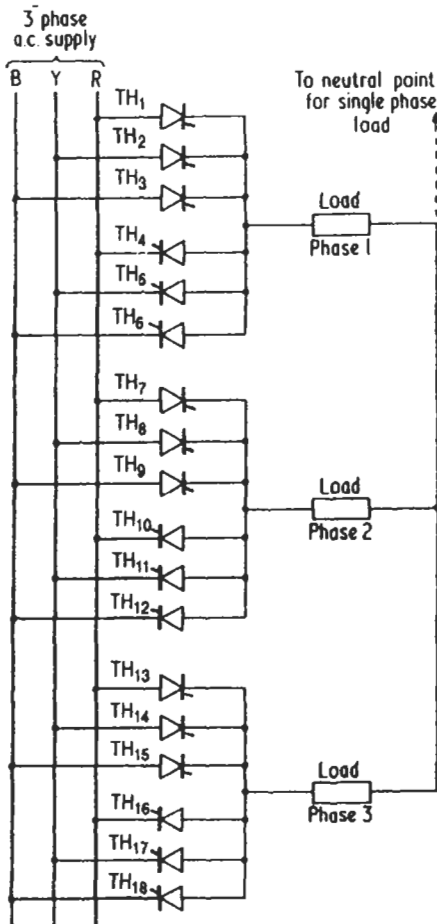 3 phase
a.c. supply
B Y R
To neutral point
for single phase
load
TH₁
TH₂
TH₃
TH₄
TH₅
TH₆
Load
Phase 1
TH₇
TH₈
TH₉
TH₁₀
TH₁₁
TH₁₂
Load
Phase 2
TH₁₃
TH₁₄
TH₁₅
TH₁₆
TH₁₇
TH₁₈
Load
Phase 3